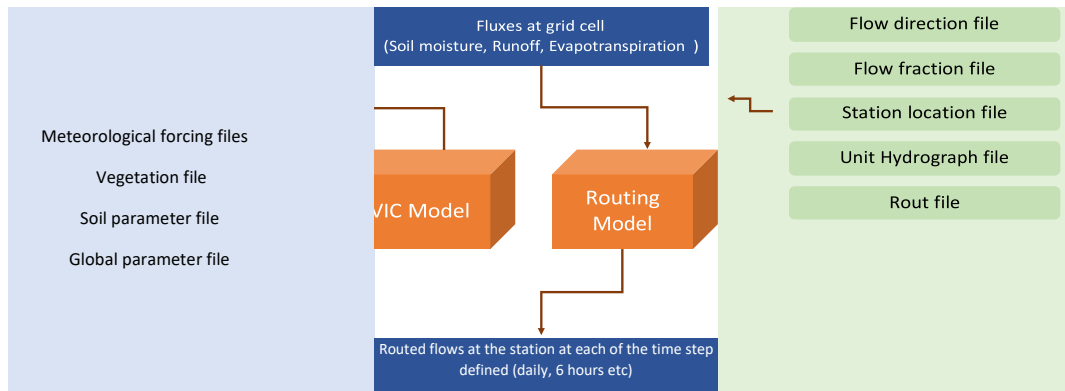 Meteorological forcing files
Vegetation file
Soil parameter file
Global parameter file
Fluxes at grid cell
(Soil moisture, Runoff, Evapotranspiration )
VIC Model
Routing
Model
Routed flows at the station at each of the time step
defined (daily, 6 hours etc)
Flow direction file
Flow fraction file
Station location file
Unit Hydrograph file
Rout file